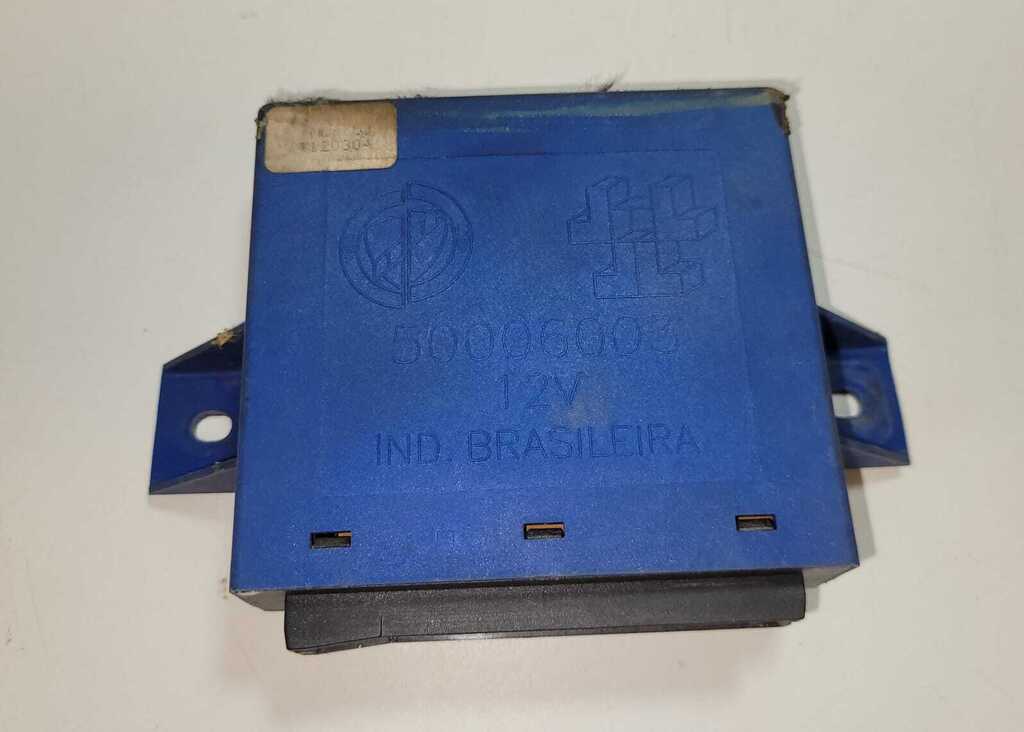 50006003
12V
IND. BRASILEIRA